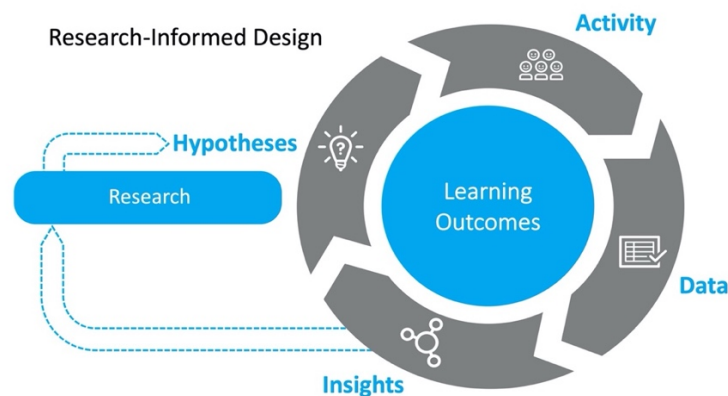 Research-Informed Design
Activity
Hypotheses
Research
Learning
Outcomes
Data
Insights